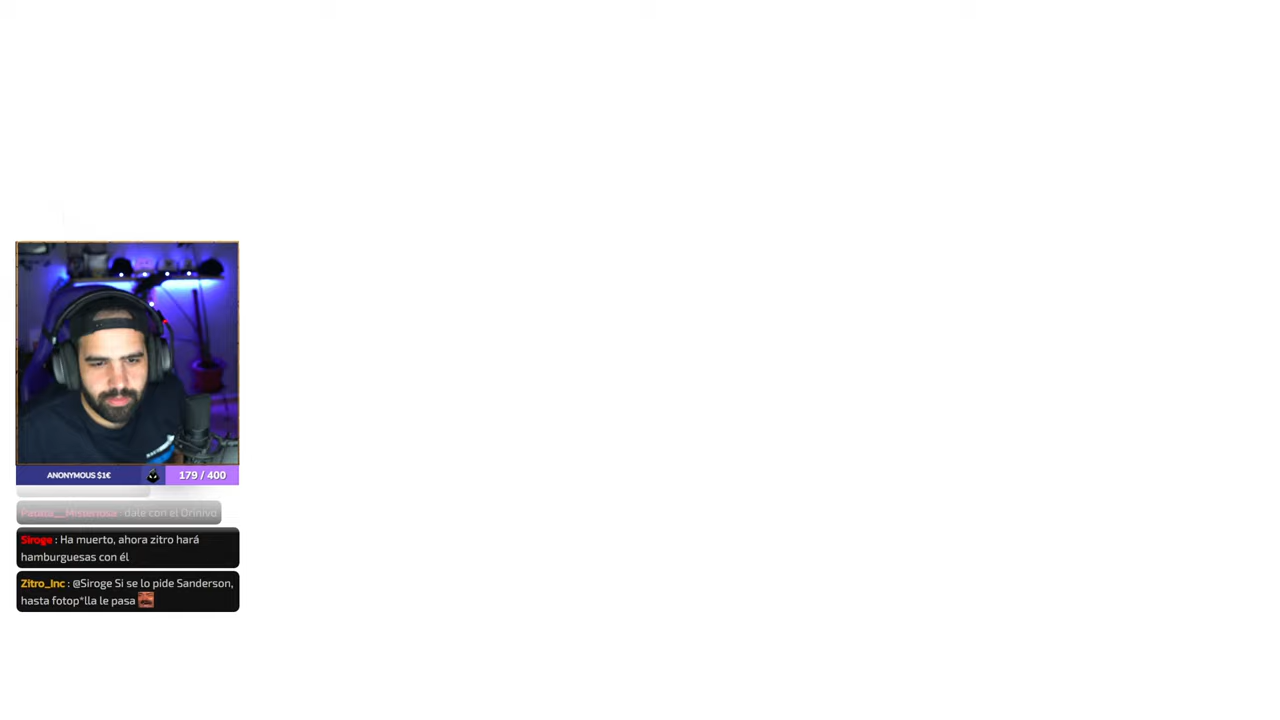 ANONYMOUS $1€
179 / 400
Patata__Misteriosa : dale con el Orinivo
Siroge : Ha muerto, ahora zitro hará
hamburguesas con él
Zitro_Inc : @Siroge Si se lo pide Sanderson,
hasta fotop*lla le pasa